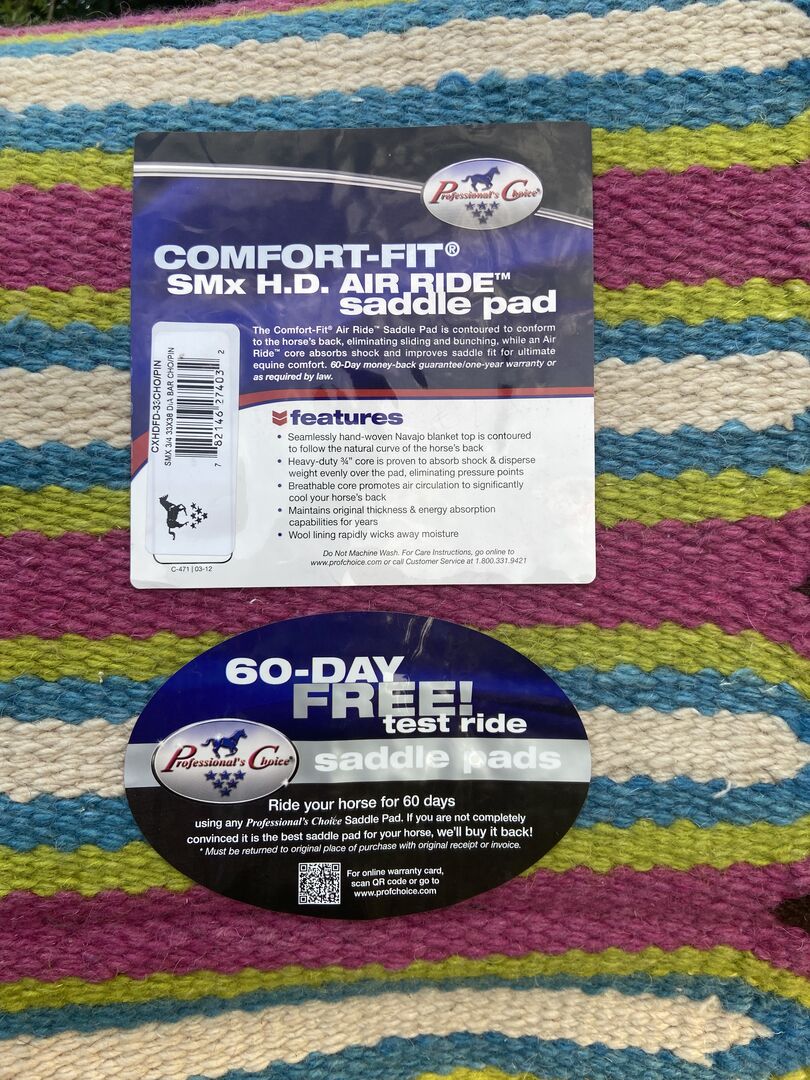 Professional's Choice®
COMFORT-FIT®
SMx H.D. AIR RIDE™
saddle pad
The Comfort-Fit® Air Ride™ Saddle Pad is contoured to conform
to the horse's back, eliminating sliding and bunching, while an Air
Ride™ core absorbs shock and improves saddle fit for ultimate
equine comfort. 60-Day money-back guarantee/one-year warranty or
as required by law.
CXHDFD-33CHO/PIN
SMX 3/4 33X38 DIA BAR CHO/PIN
7 82146 27403 2
features
• Seamlessly hand-woven Navajo blanket top is contoured
to follow the natural curve of the horse's back
• Heavy-duty ¾" core is proven to absorb shock & disperse
weight evenly over the pad, eliminating pressure points
• Breathable core promotes air circulation to significantly
cool your horse's back
• Maintains original thickness & energy absorption
capabilities for years
• Wool lining rapidly wicks away moisture
Do Not Machine Wash. For Care Instructions, go online to
www.profchoice.com or call Customer Service at 1.800.331.9421
C-471 | 03-12
60-DAY
FREE!
test ride
Professional's Choice®
saddle pads
Ride your horse for 60 days
using any Professional's Choice Saddle Pad. If you are not completely
convinced it is the best saddle pad for your horse, we'll buy it back!
* Must be returned to original place of purchase with original receipt or invoice.
For online warranty card,
scan QR code or go to
www.profchoice.com